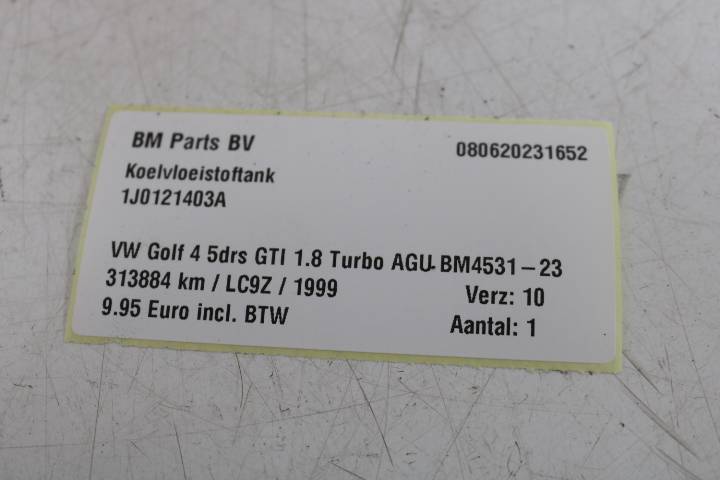 BM Parts BV 080620231652
Koelvloeistoftank
1J0121403A
VW Golf 4 5drs GTI 1.8 Turbo AGU-BM4531-23
313884 km / LC9Z / 1999 Verz: 10
9.95 Euro incl. BTW Aantal: 1